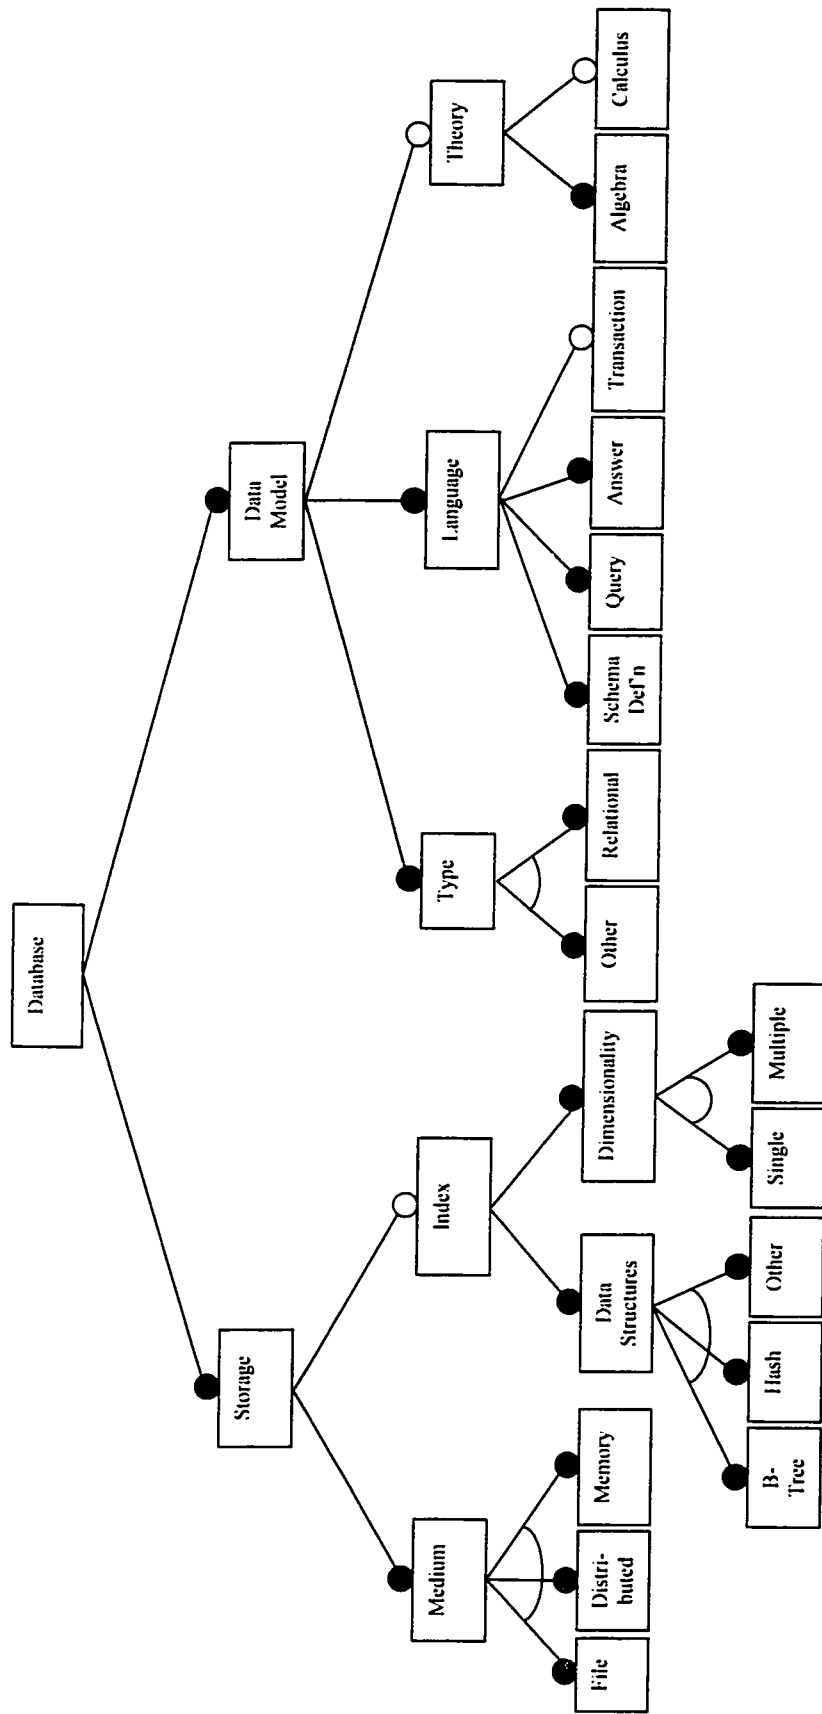 Database
Storage
Data
Model
Medium
Index
Type
Language
Theory
File
Distri-
buted
Memory
Data
Structures
Dimensionality
Other
Relational
Schema
Def'n
Query
Answer
Transaction
Algebra
Calculus
B-
Tree
Hash
Other
Single
Multiple